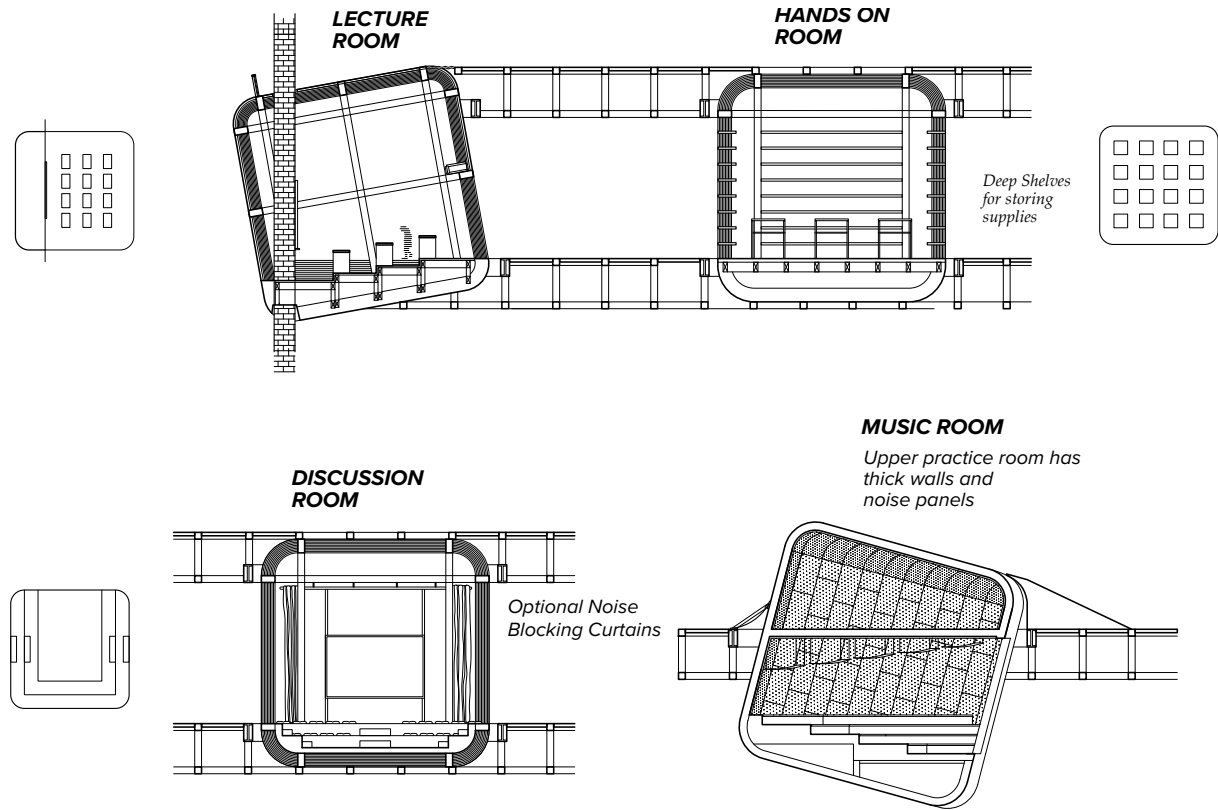 LECTURE
ROOM
HANDS ON
ROOM
Deep Shelves
for storing
supplies
DISCUSSION
ROOM
Optional Noise
Blocking Curtains
MUSIC ROOM
Upper practice room has
thick walls and
noise panels